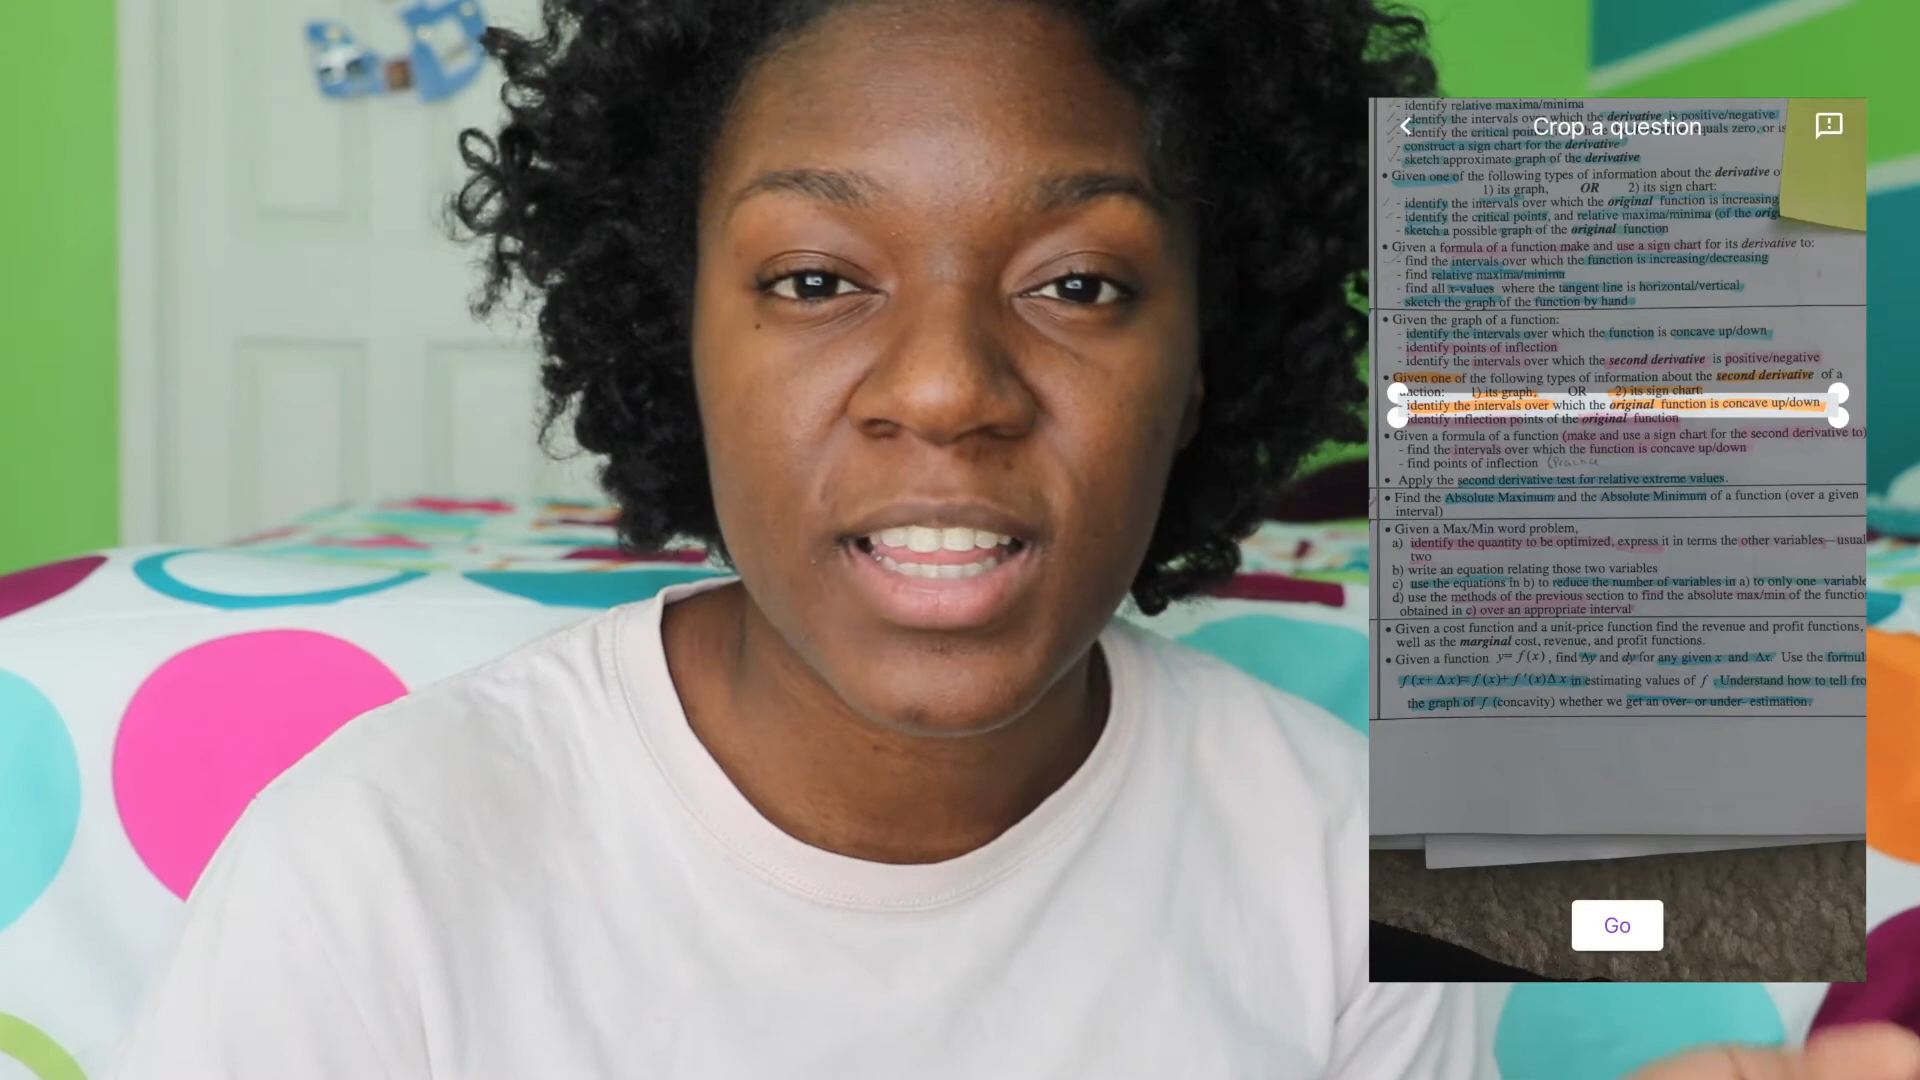 - identify relative maxima/minima
- identify the intervals over which the derivative is positive/negative
Crop a question
- identify the critical equals zero, or is
- construct a sign chart for the derivative
- sketch approximate graph of the derivative
• Given one of the following types of information about the derivative o
1) its graph, OR 2) its sign chart:
- identify the intervals over which the original function is increasing
- identify the critical points, and relative maxima/minima (of the orig
- sketch a possible graph of the original function
• Given a formula of a function make and use a sign chart for its derivative to:
- find the intervals over which the function is increasing/decreasing
- find relative maxima/minima
- find all x-values where the tangent line is horizontal/vertical
- sketch the graph of the function by hand
• Given the graph of a function:
- identify the intervals over which the function is concave up/down
- identify points of inflection
- identify the intervals over which the second derivative is positive/negative
• Given one of the following types of information about the second derivative of a
unction: 1) its graph, OR 2) its sign chart:
- identify the intervals over which the original function is concave up/down
identify inflection points of the original function
• Given a formula of a function (make and use a sign chart for the second derivative to)
- find the intervals over which the function is concave up/down
- find points of inflection (Practice
• Apply the second derivative test for relative extreme values.
• Find the Absolute Maximum and the Absolute Minimum of a function (over a given
interval)
• Given a Max/Min word problem,
a) identify the quantity to be optimized, express it in terms the other variables—usual
two
b) write an equation relating those two variables
c) use the equations in b) to reduce the number of variables in a) to only one variable
d) use the methods of the previous section to find the absolute max/min of the functio
obtained in c) over an appropriate interval
• Given a cost function and a unit-price function find the revenue and profit functions,
well as the marginal cost, revenue, and profit functions.
• Given a function y= f(x), find Δy and dy for any given x and Δx. Use the formul
f(x+Δx)≈f(x)+f'(x)Δx in estimating values of f. Understand how to tell fro
the graph of f (concavity) whether we get an over- or under- estimation.
Go